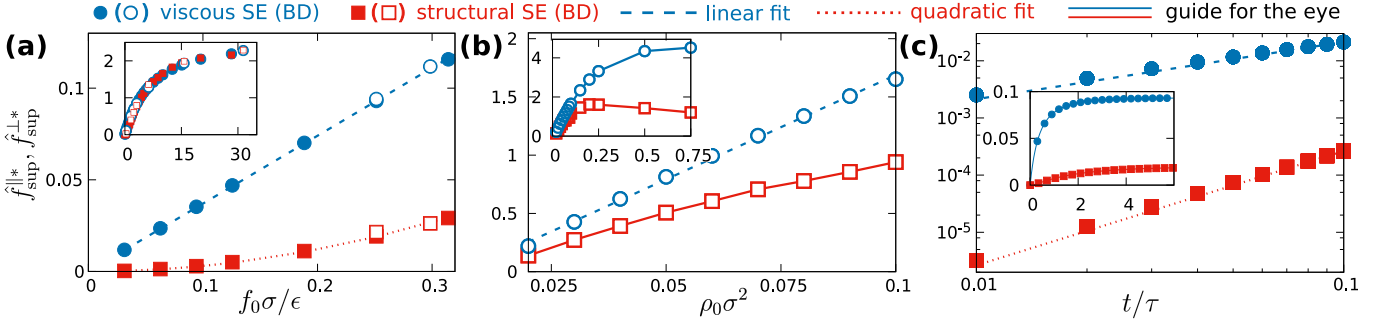 ● (○) viscous SE (BD) ■ (□) structural SE (BD) linear fit quadratic fit guide for the eye
(a)
f̂^{∥*}_{sup}, f̂^{⊥*}_{sup}
0.1
0.05
0
0 0.1 0.2 0.3
f₀σ/ϵ
2
1
0
0 15 30
(b)
2
1.5
1
0.5
0
0.025 0.05 0.075 0.1
ρ₀σ²
4
2
0
0.25 0.50 0.75
(c)
10⁻²
10⁻³
10⁻⁴
10⁻⁵
0.01 0.1
t/τ
0.1
0.05
0
0 2 4